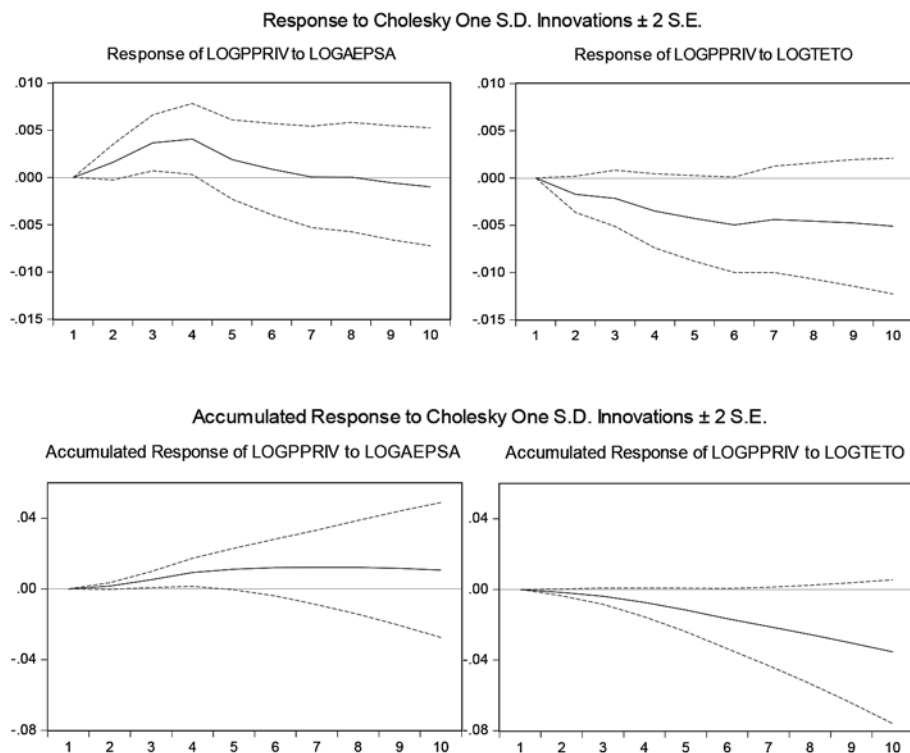 Response to Cholesky One S.D. Innovations ± 2 S.E.
Response of LOGPPRIV to LOGAEPSA
.010
.005
.000
-.005
-.010
-.015
1 2 3 4 5 6 7 8 9 10
Response of LOGPPRIV to LOGTETO
.010
.005
.000
-.005
-.010
-.015
1 2 3 4 5 6 7 8 9 10
Accumulated Response to Cholesky One S.D. Innovations ± 2 S.E.
Accumulated Response of LOGPPRIV to LOGAEPSA
.04
.00
-.04
-.08
1 2 3 4 5 6 7 8 9 10
Accumulated Response of LOGPPRIV to LOGTETO
.04
.00
-.04
-.08
1 2 3 4 5 6 7 8 9 10